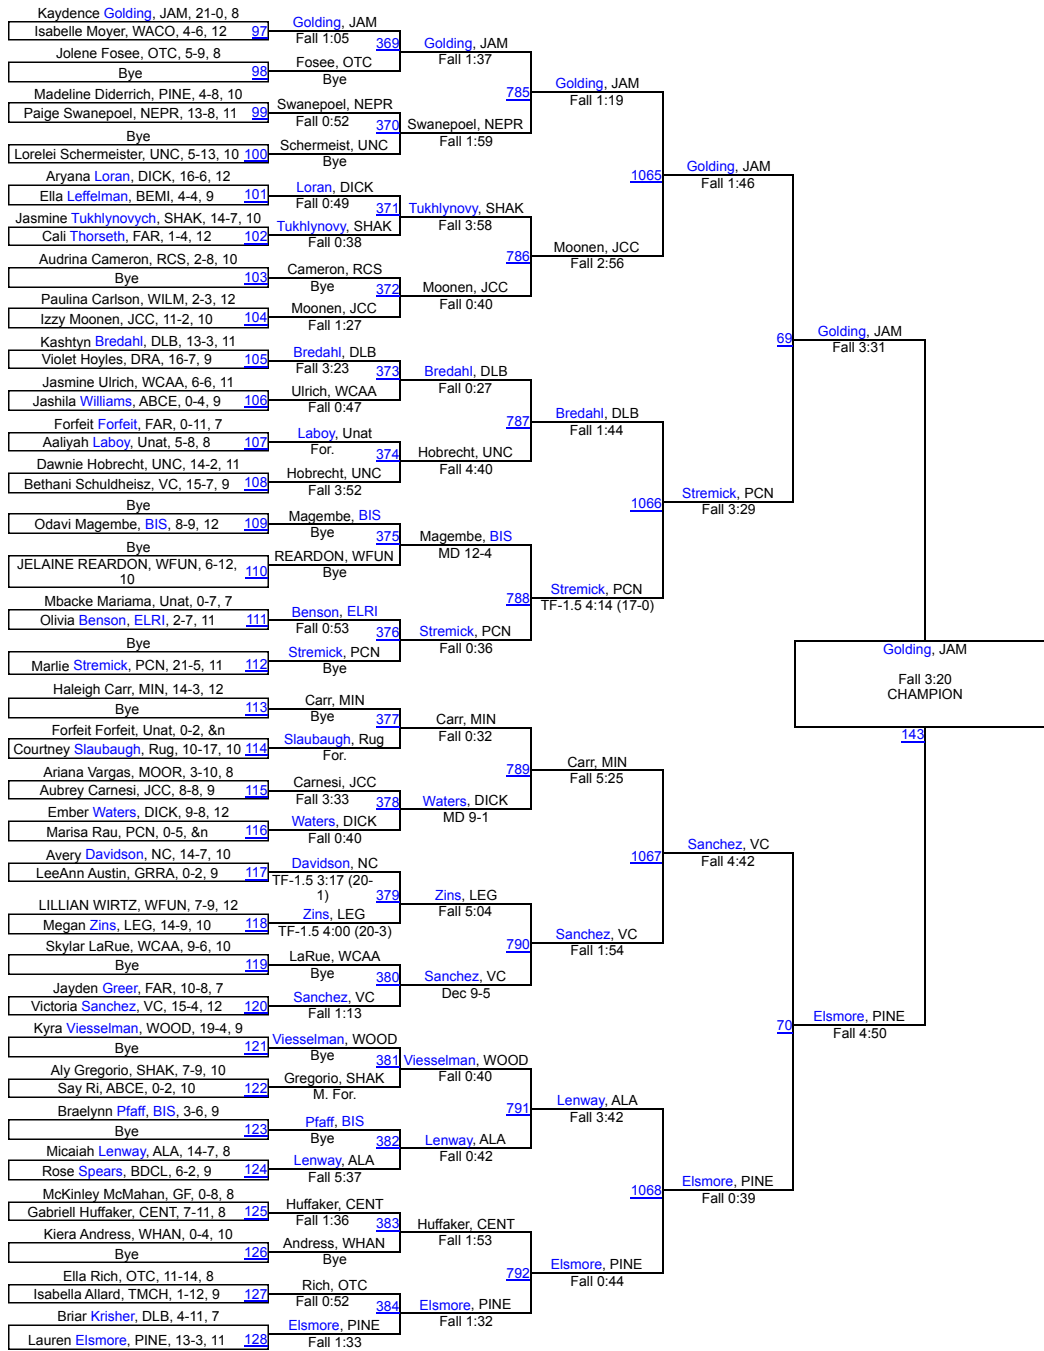 Kaydence Golding, JAM, 21-0, 8
Isabelle Moyer, WACO, 4-6, 12 97
Jolene Fosee, OTC, 5-9, 8
Bye 98
Madeline Diderrich, PINE, 4-8, 10
Paige Swanepoel, NEPR, 13-8, 11 99
Bye
Lorelei Schermeister, UNC, 5-13, 10 100
Aryana Loran, DICK, 16-6, 12
Ella Leffelman, BEMI, 4-4, 9 101
Jasmine Tukhlynovych, SHAK, 14-7, 10
Cali Thorseth, FAR, 1-4, 12 102
Audrina Cameron, RCS, 2-8, 10
Bye 103
Paulina Carlson, WILM, 2-3, 12
Izzy Moonen, JCC, 11-2, 10 104
Kashtyn Bredahl, DLB, 13-3, 11
Violet Hoyles, DRA, 16-7, 9 105
Jasmine Ulrich, WCAA, 6-6, 11
Jashila Williams, ABCE, 0-4, 9 106
Forfeit Forfeit, FAR, 0-11, 7
Aaliyah Laboy, Unat, 5-8, 8 107
Dawnie Hobrecht, UNC, 14-2, 11
Bethani Schuldheisz, VC, 15-7, 9 108
Bye
Odavi Magembe, BIS, 8-9, 12 109
Bye
JELAINE REARDON, WFUN, 6-12,
10 110
Mbacke Mariama, Unat, 0-7, 7
Olivia Benson, ELRI, 2-7, 11 111
Bye
Marlie Stremick, PCN, 21-5, 11 112
Haleigh Carr, MIN, 14-3, 12
Bye 113
Forfeit Forfeit, Unat, 0-2, &n
Courtney Slaubaugh, Rug, 10-17, 10 114
Ariana Vargas, MOOR, 3-10, 8
Aubrey Carnesi, JCC, 8-8, 9 115
Ember Waters, DICK, 9-8, 12
Marisa Rau, PCN, 0-5, &n 116
Avery Davidson, NC, 14-7, 10
LeeAnn Austin, GRRA, 0-2, 9 117
LILLIAN WIRTZ, WFUN, 7-9, 12
Megan Zins, LEG, 14-9, 10 118
Skylar LaRue, WCAA, 9-6, 10
Bye 119
Jayden Greer, FAR, 10-8, 7
Victoria Sanchez, VC, 15-4, 12 120
Kyra Viesselman, WOOD, 19-4, 9
Bye 121
Aly Gregorio, SHAK, 7-9, 10
Say Ri, ABCE, 0-2, 10 122
Braelynn Pfaff, BIS, 3-6, 9
Bye 123
Micaiah Lenway, ALA, 14-7, 8
Rose Spears, BDCL, 6-2, 9 124
McKinley McMahan, GF, 0-8, 8
Gabriell Huffaker, CENT, 7-11, 8 125
Kiera Andress, WHAN, 0-4, 10
Bye 126
Ella Rich, OTC, 11-14, 8
Isabella Allard, TMCH, 1-12, 9 127
Briar Krisher, DLB, 4-11, 7
Lauren Elsmore, PINE, 13-3, 11 128
Golding, JAM
Fall 1:05
369
Fosee, OTC
Bye
Swanepoel, NEPR
Fall 0:52
370
Schermeist, UNC
Bye
Loran, DICK
Fall 0:49
371
Tukhlynovy, SHAK
Fall 0:38
Cameron, RCS
Bye
372
Moonen, JCC
Fall 1:27
Bredahl, DLB
Fall 3:23
373
Ulrich, WCAA
Fall 0:47
Laboy, Unat
For.
374
Hobrecht, UNC
Fall 3:52
Magembe, BIS
Bye
375
REARDON, WFUN
Bye
Benson, ELRI
Fall 0:53
376
Stremick, PCN
Bye
Carr, MIN
Bye
377
Slaubaugh, Rug
For.
Carnesi, JCC
Fall 3:33
378
Waters, DICK
Fall 0:40
Davidson, NC
TF-1.5 3:17 (20-
1)
379
Zins, LEG
TF-1.5 4:00 (20-3)
LaRue, WCAA
Bye
380
Sanchez, VC
Fall 1:13
Viesselman, WOOD
Bye
381
Gregorio, SHAK
M. For.
Pfaff, BIS
Bye
382
Lenway, ALA
Fall 5:37
Huffaker, CENT
Fall 1:36
383
Andress, WHAN
Bye
Rich, OTC
Fall 0:52
384
Elsmore, PINE
Fall 1:33
Golding, JAM
Fall 1:37
785
Swanepoel, NEPR
Fall 1:59
Tukhlynovy, SHAK
Fall 3:58
786
Moonen, JCC
Fall 0:40
Bredahl, DLB
Fall 0:27
787
Hobrecht, UNC
Fall 4:40
Magembe, BIS
MD 12-4
788
Stremick, PCN
Fall 0:36
Carr, MIN
Fall 0:32
789
Waters, DICK
MD 9-1
Zins, LEG
Fall 5:04
790
Sanchez, VC
Dec 9-5
Viesselman, WOOD
Fall 0:40
791
Lenway, ALA
Fall 0:42
Huffaker, CENT
Fall 1:53
792
Elsmore, PINE
Fall 1:32
Golding, JAM
Fall 1:19
1065
Moonen, JCC
Fall 2:56
Bredahl, DLB
Fall 1:44
1066
Stremick, PCN
TF-1.5 4:14 (17-0)
Carr, MIN
Fall 5:25
1067
Sanchez, VC
Fall 1:54
Lenway, ALA
Fall 3:42
1068
Elsmore, PINE
Fall 0:44
Golding, JAM
Fall 1:46
69
Stremick, PCN
Fall 3:29
Sanchez, VC
Fall 4:42
70
Elsmore, PINE
Fall 0:39
Golding, JAM
Fall 3:31
Elsmore, PINE
Fall 4:50
Golding, JAM
Fall 3:20
CHAMPION
143